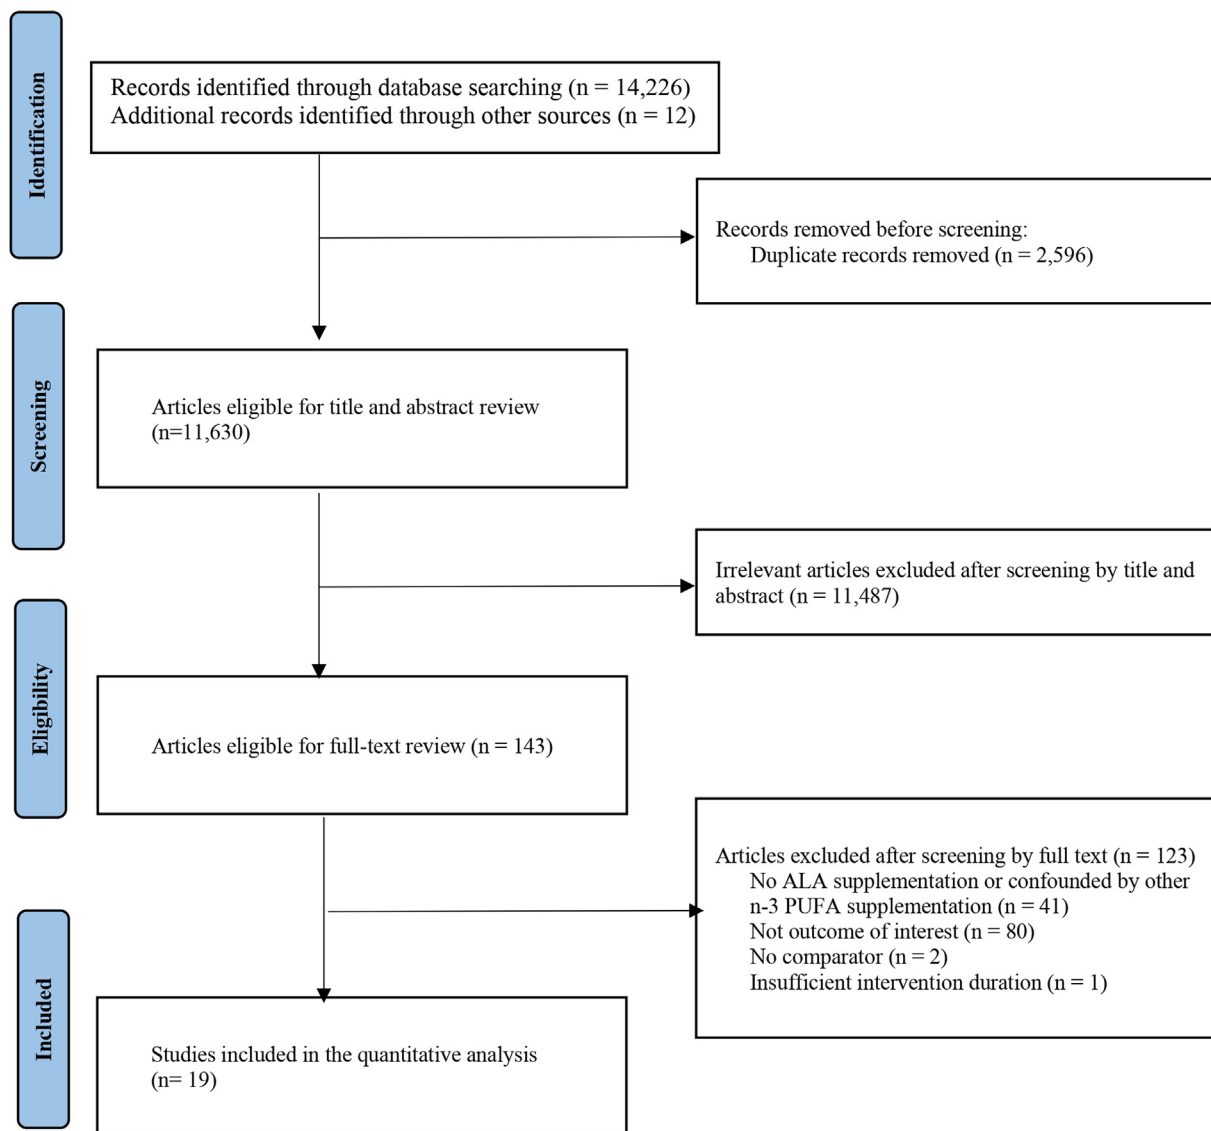 Identification
Records identified through database searching (n = 14,226)
Additional records identified through other sources (n = 12)
Records removed before screening:
Duplicate records removed (n = 2,596)
Screening
Articles eligible for title and abstract review
(n=11,630)
Irrelevant articles excluded after screening by title and
abstract (n = 11,487)
Eligibility
Articles eligible for full-text review (n = 143)
Articles excluded after screening by full text (n = 123)
No ALA supplementation or confounded by other
n-3 PUFA supplementation (n = 41)
Not outcome of interest (n = 80)
No comparator (n = 2)
Insufficient intervention duration (n = 1)
Included
Studies included in the quantitative analysis
(n= 19)